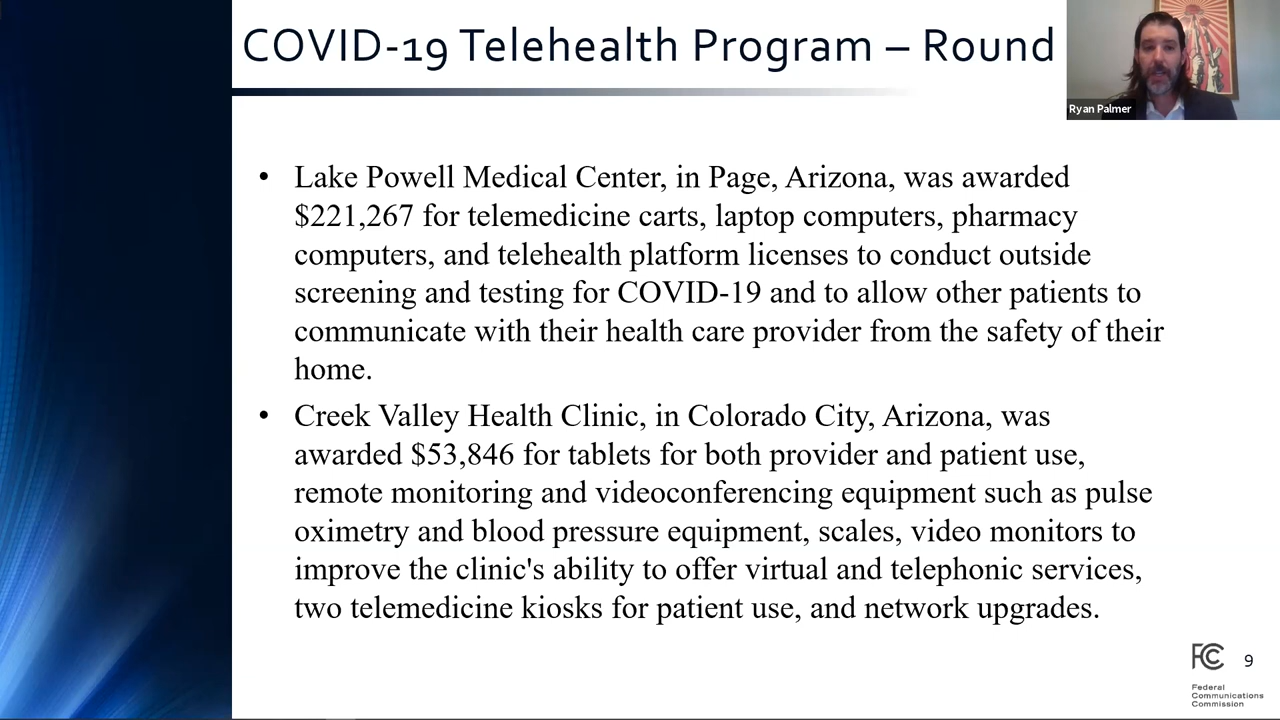 COVID-19 Telehealth Program – Round
Ryan Palmer
• Lake Powell Medical Center, in Page, Arizona, was awarded
$221,267 for telemedicine carts, laptop computers, pharmacy
computers, and telehealth platform licenses to conduct outside
screening and testing for COVID-19 and to allow other patients to
communicate with their health care provider from the safety of their
home.
• Creek Valley Health Clinic, in Colorado City, Arizona, was
awarded $53,846 for tablets for both provider and patient use,
remote monitoring and videoconferencing equipment such as pulse
oximetry and blood pressure equipment, scales, video monitors to
improve the clinic's ability to offer virtual and telephonic services,
two telemedicine kiosks for patient use, and network upgrades.
FCC
9
Federal
Communications
Commission